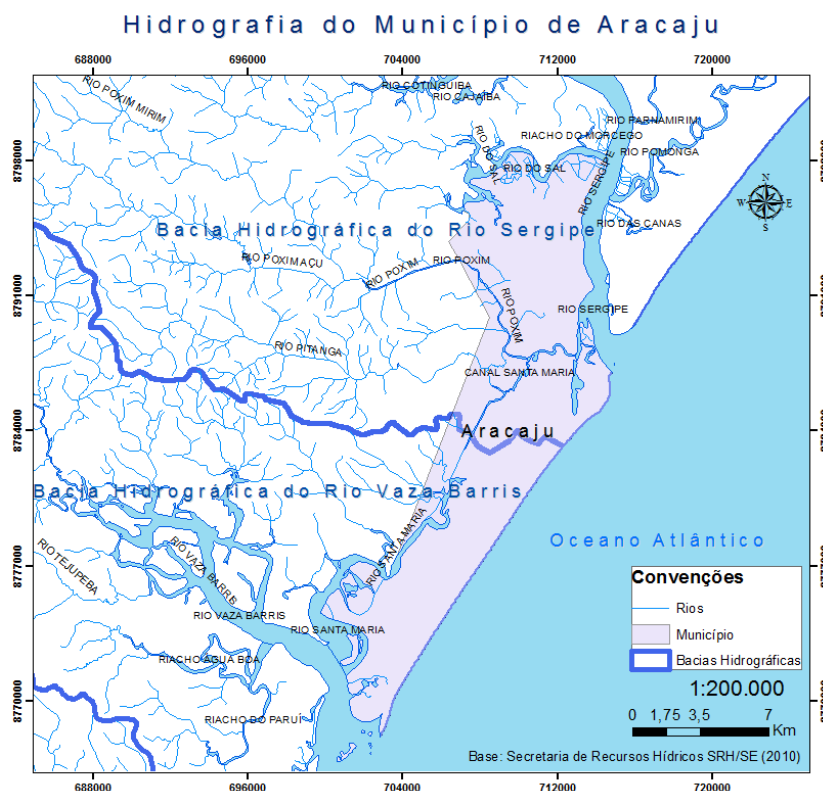 Hidrografia do Município de Aracaju
688000 696000 704000 712000 720000
RIO COTINGUIBA
RIO CAJAIBA
RIO POXIM MIRIM
RIO PARNAMIRIM
RIACHO DO MORCEGO
RIO DO SAL
RIO POMONGA
8798000
8798000
RIO DO SAL
RIO SERGIPE
N
W E
S
Bacia Hidrográfica do Rio Sergipe
RIO DAS CANAS
RIO POXIMAÇU
RIO POXIM
RIO POXIM
8791000
8791000
RIO POXIM
RIO SERGIPE
RIO PITANGA
CANAL SANTA MARIA
8784000
Aracaju
8784000
Bacia Hidrográfica do Rio Vaza Barris
RIO SANTA MARIA
Oceano Atlântico
RIO TEJUPEBA
RIO VAZA BARRIS
8777000
8777000
Convenções
Rios
Município
Bacias Hidrográficas
RIO VAZA BARRIS
RIO SANTA MARIA
RIACHO ÁGUA BOA
1:200.000
8770000
8770000
RIACHO DO PARUÍ
0 1,75 3,5 7
Km
Base: Secretaria de Recursos Hídricos SRH/SE (2010)
688000 696000 704000 712000 720000